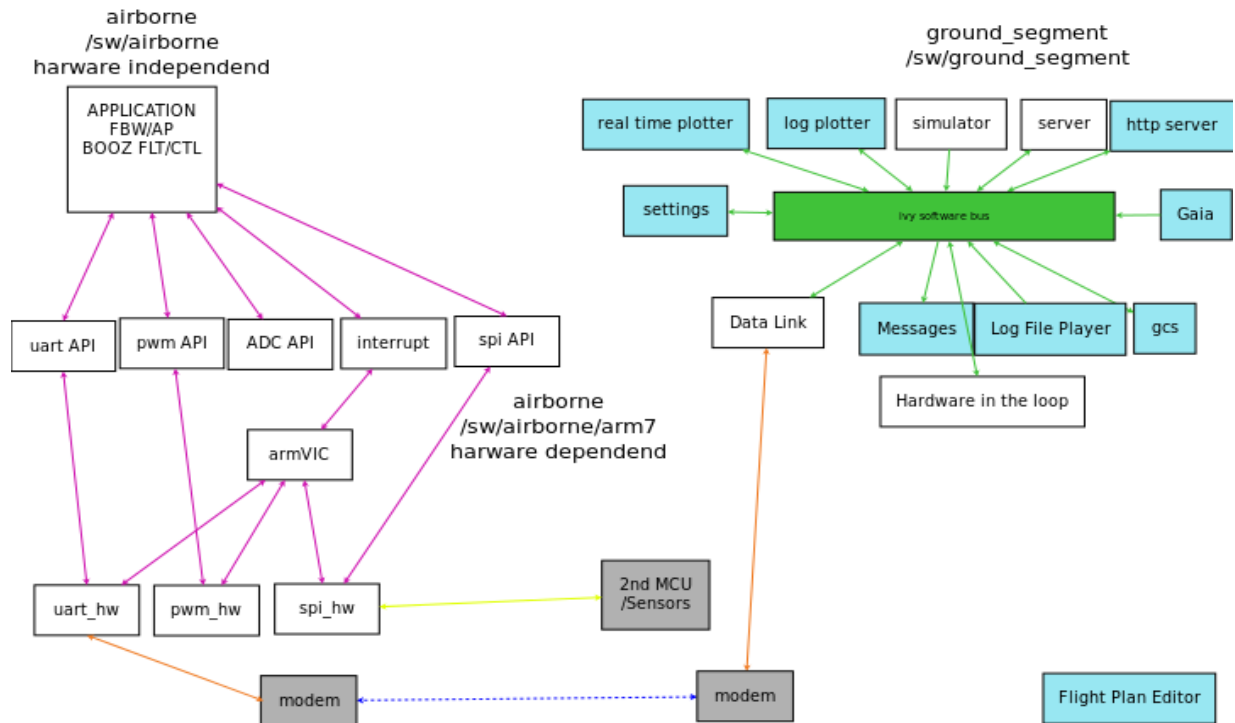 airborne
/sw/airborne
harware independend
ground_segment
/sw/ground_segment
APPLICATION
FBW/AP
BOOZ FLT/CTL
real time plotter
log plotter
simulator
server
http server
settings
Ivy software bus
Gaia
uart API
pwm API
ADC API
interrupt
spi API
Data Link
Messages
Log File Player
gcs
Hardware in the loop
airborne
/sw/airborne/arm7
harware dependend
armVIC
uart_hw
pwm_hw
spi_hw
2nd MCU
/Sensors
modem
modem
Flight Plan Editor